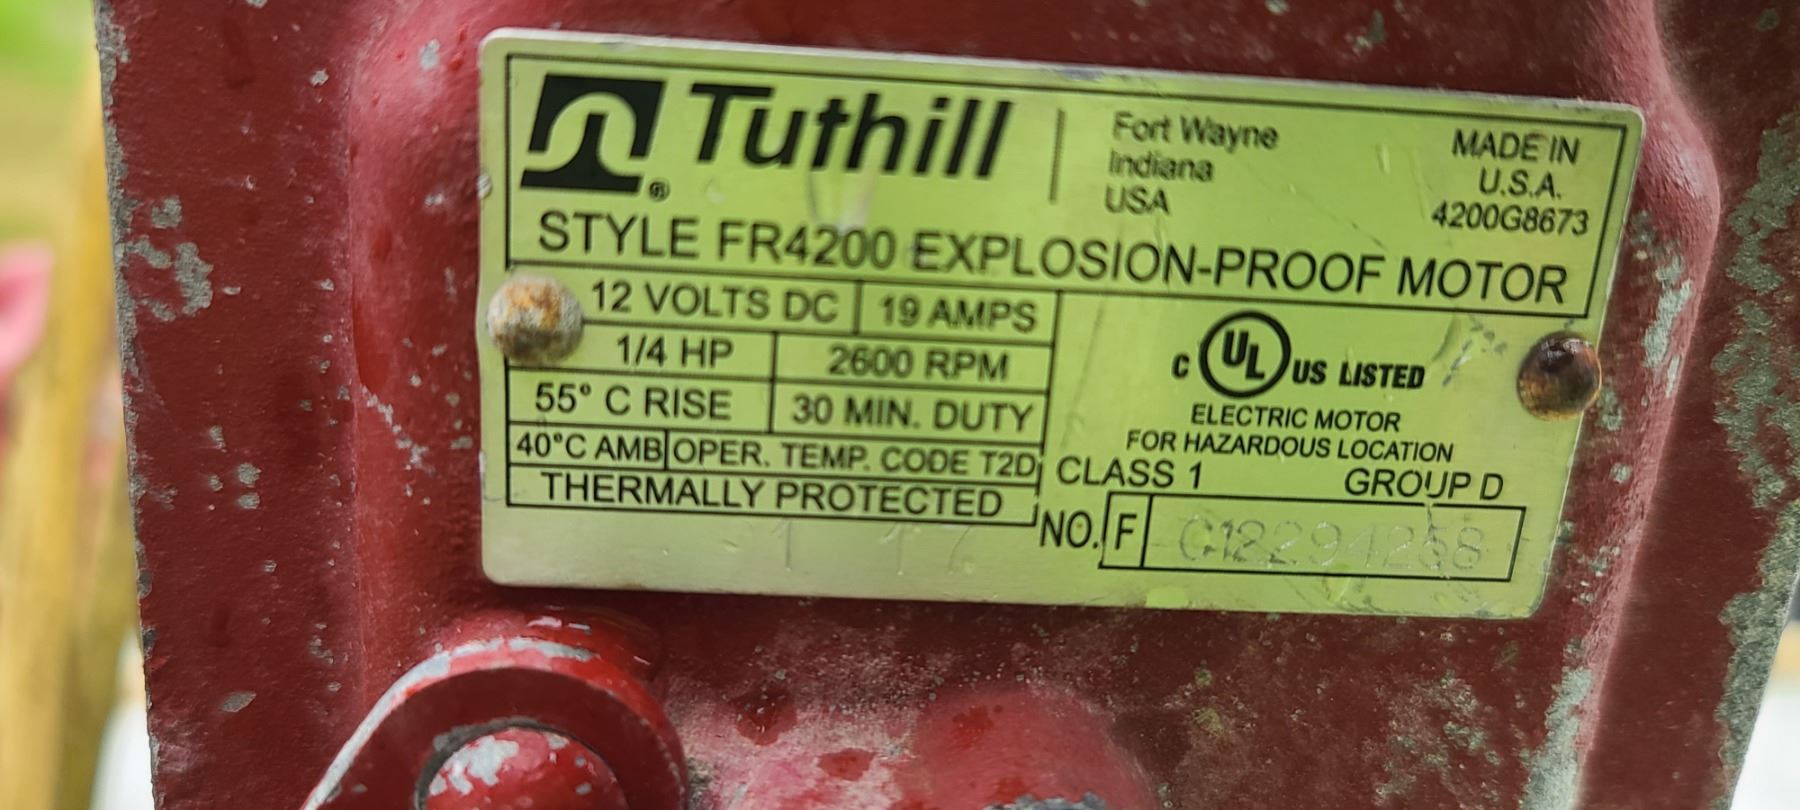 Tuthill
®
Fort Wayne
Indiana
USA
MADE IN
U.S.A.
4200G8673
STYLE FR4200 EXPLOSION-PROOF MOTOR
12 VOLTS DC 19 AMPS
1/4 HP 2600 RPM
55° C RISE 30 MIN. DUTY
40°C AMB OPER. TEMP. CODE T2D
THERMALLY PROTECTED
C UL US LISTED
ELECTRIC MOTOR
FOR HAZARDOUS LOCATION
CLASS 1 GROUP D
NO. F